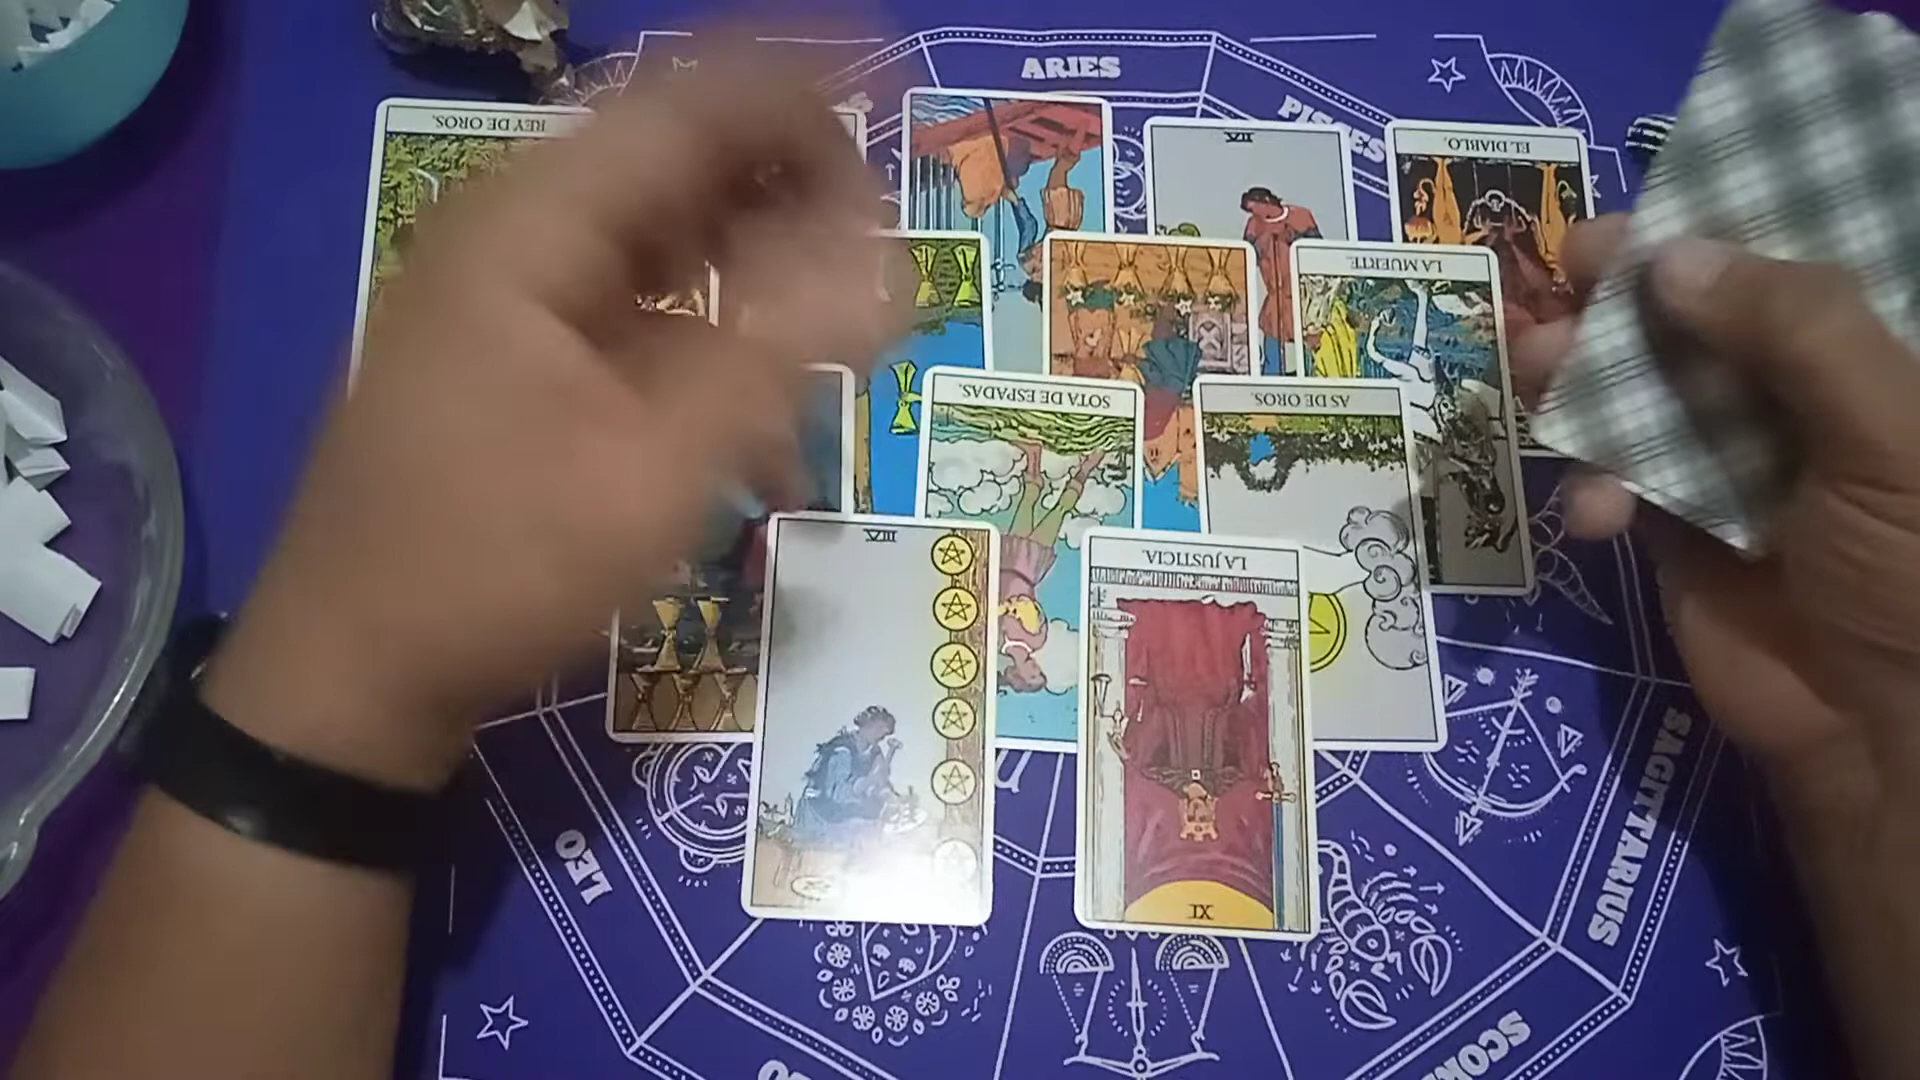 ARIES
PISCES
REY DE OROS.
VII
EL DIABLO.
LA MUERTE.
SOTA DE ESPADAS.
AS DE OROS.
VIII
LA JUSTICIA.
XI
LEO
SAGITTARIUS